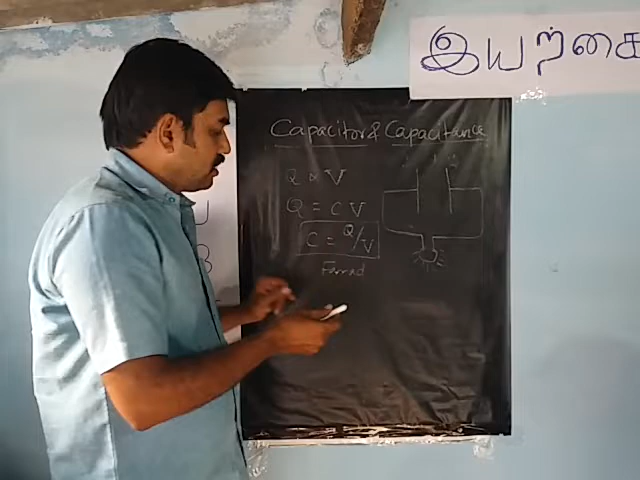 இயற்கை
Capacitor & Capacitance
Q ∝ V
Q = CV
C = Q/V
Farad